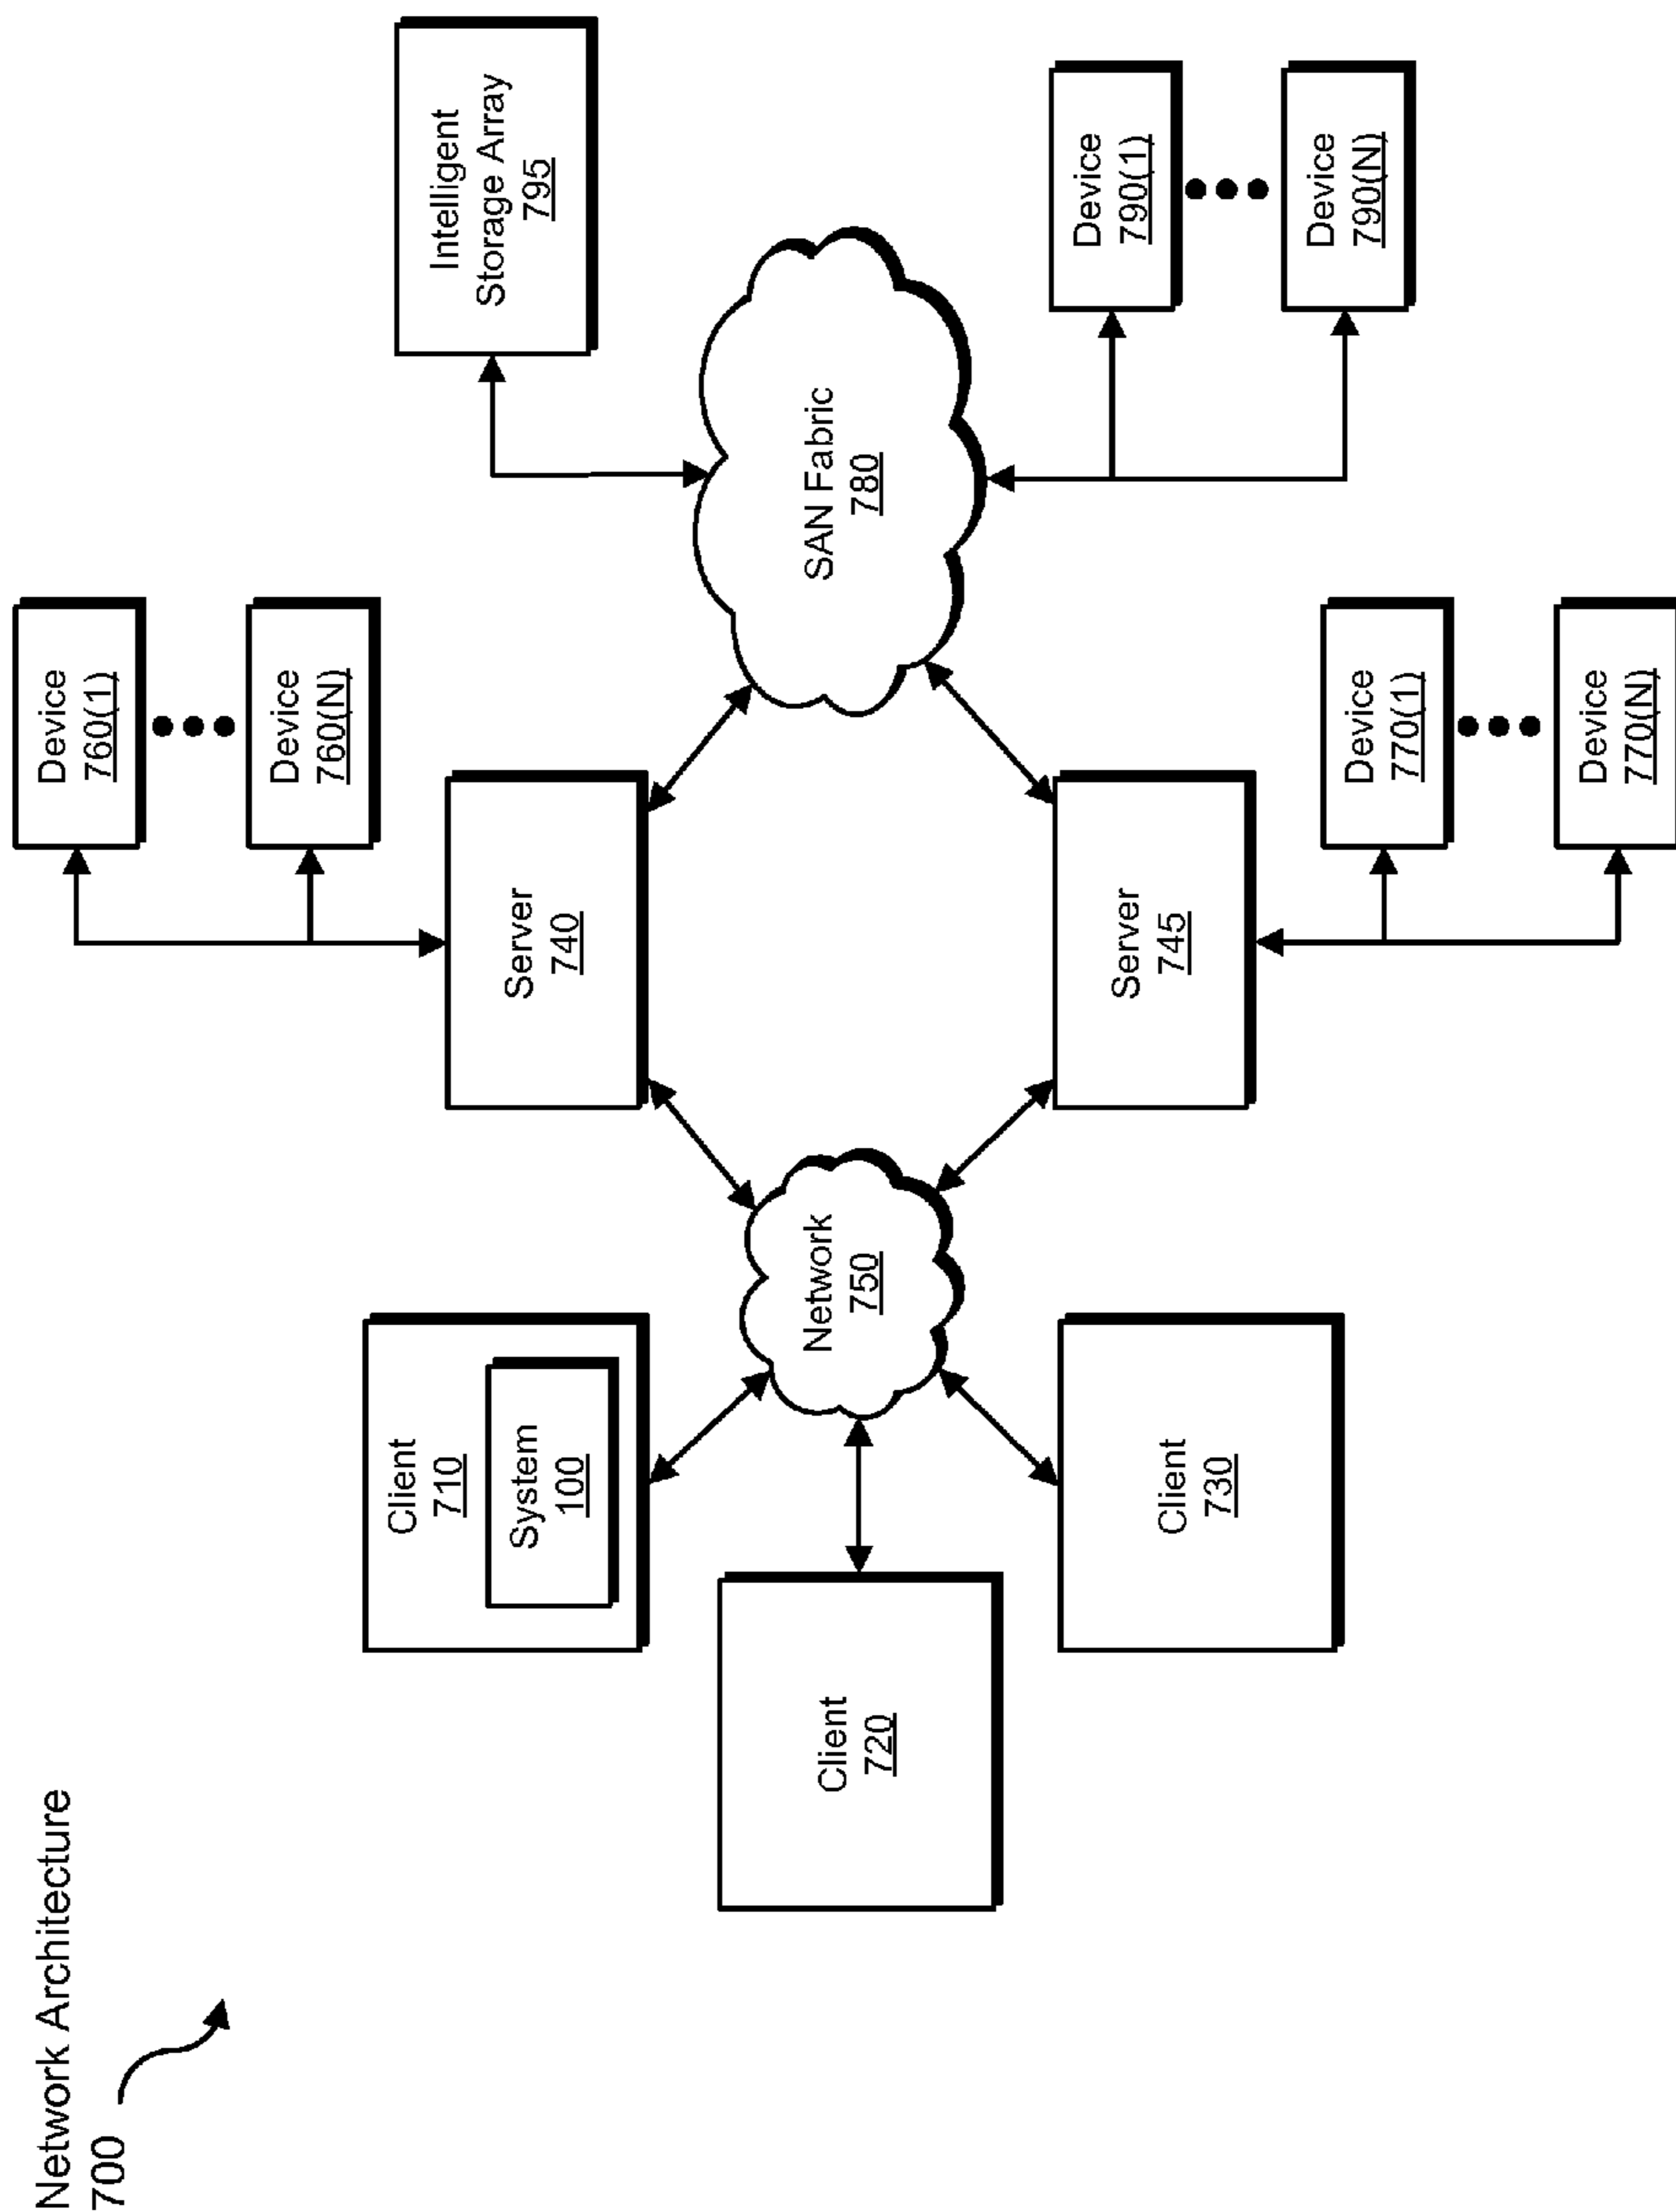 Network Architecture
700
Device
760(1)
Device
760(N)
Intelligent
Storage Array
795
Client
710
System
100
Server
740
Client
720
Network
750
SAN Fabric
780
Client
730
Server
745
Device
790(1)
Device
790(N)
Device
770(1)
Device
770(N)